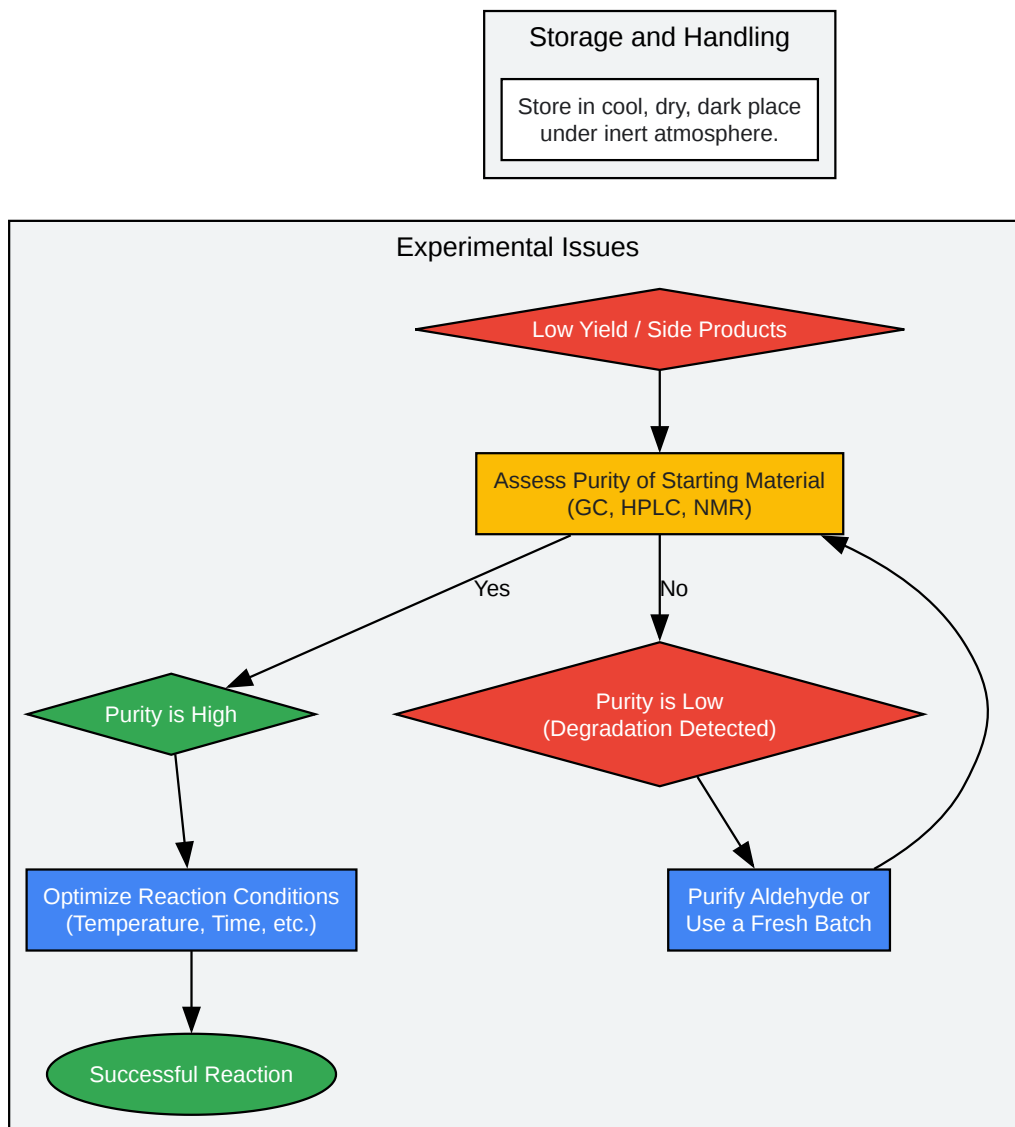 Storage and Handling
Store in cool, dry, dark place
under inert atmosphere.
Experimental Issues
Low Yield / Side Products
Assess Purity of Starting Material
(GC, HPLC, NMR)
Yes
No
Purity is High
Purity is Low
(Degradation Detected)
Optimize Reaction Conditions
(Temperature, Time, etc.)
Purify Aldehyde or
Use a Fresh Batch
Successful Reaction